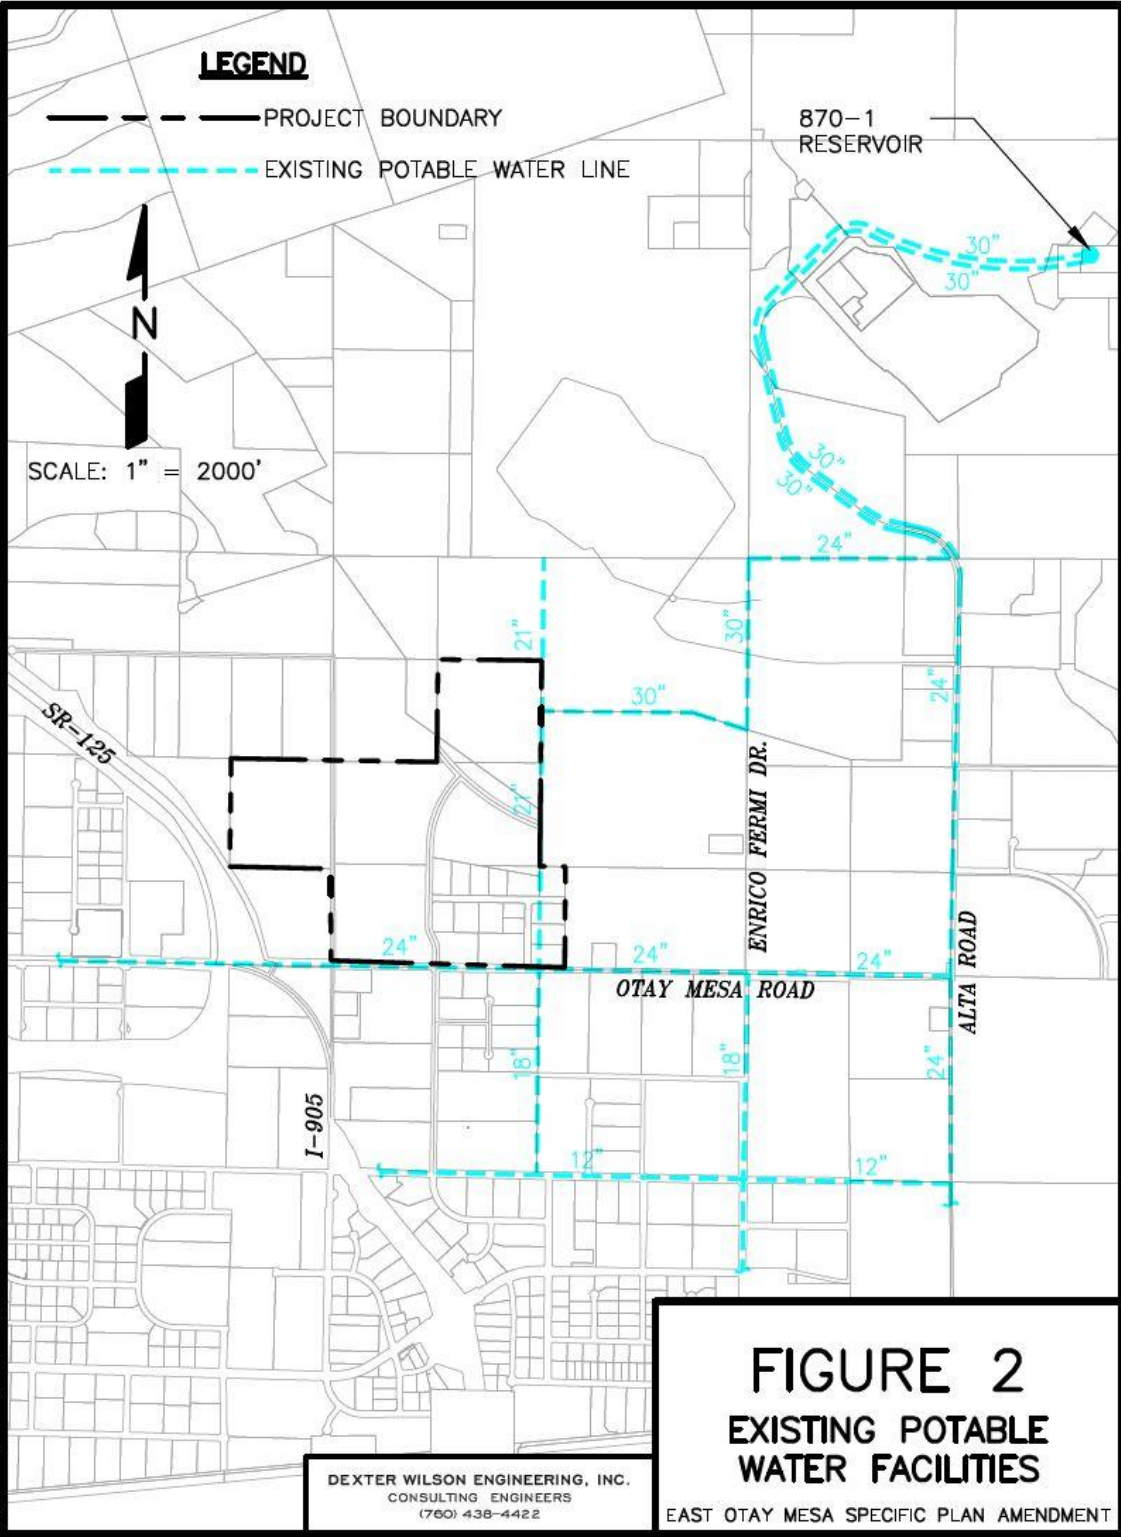 LEGEND
PROJECT BOUNDARY
EXISTING POTABLE WATER LINE
870-1
RESERVOIR
N
SCALE: 1" = 2000'
30"
30"
30"
30"
24"
21"
30"
30"
24"
SR-125
21"
ENRICO FERMI DR.
ALTA ROAD
24"
24"
24"
OTAY MESA ROAD
18"
18"
24"
I-905
12"
12"
FIGURE 2
EXISTING POTABLE
WATER FACILITIES
EAST OTAY MESA SPECIFIC PLAN AMENDMENT
DEXTER WILSON ENGINEERING, INC.
CONSULTING ENGINEERS
(760) 438-4422